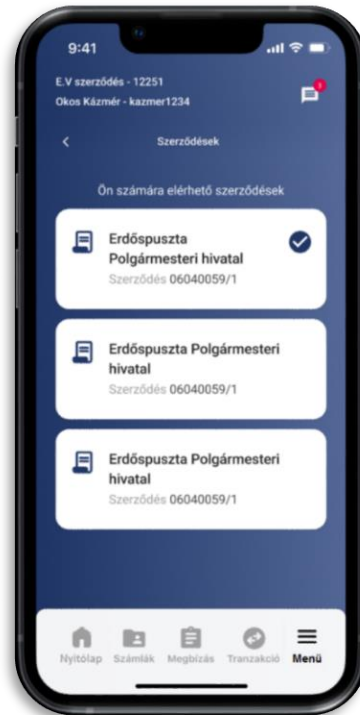 9:41
E.V szerződés - 12251
Okos Kázmér - kazmer1234
Szerződések
Ön számára elérhető szerződések
Erdőspuszta
Polgármesteri hivatal
Szerződés 06040059/1
Erdőspuszta Polgármesteri
hivatal
Szerződés 06040059/1
Erdőspuszta Polgármesteri
hivatal
Szerződés 06040059/1
Nyitólap Számlák Megbízás Tranzakció Menü